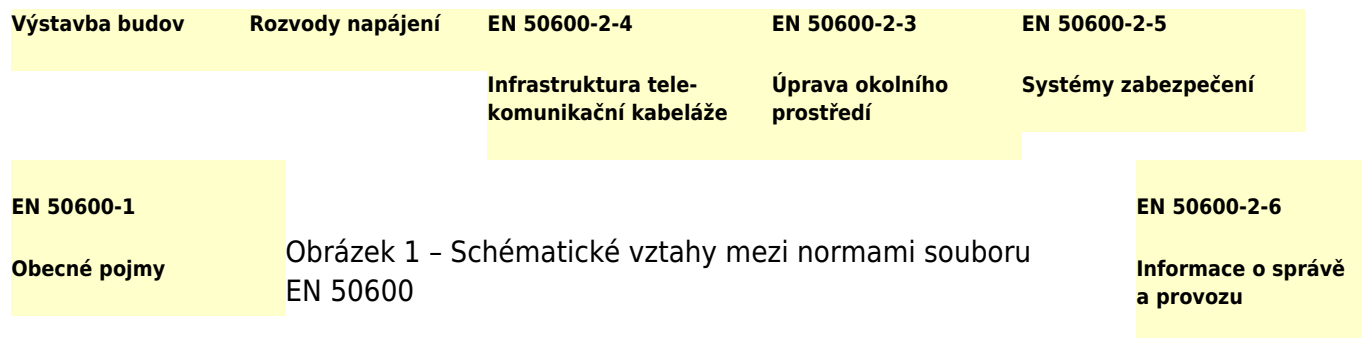 Výstavba budov
Rozvody napájení
EN 50600-2-4
EN 50600-2-3
EN 50600-2-5
Infrastruktura tele-
komunikační kabeláže
Úprava okolního
prostředí
Systémy zabezpečení
EN 50600-1
Obecné pojmy
Obrázek 1 – Schématické vztahy mezi normami souboru
EN 50600
EN 50600-2-6
Informace o správě
a provozu